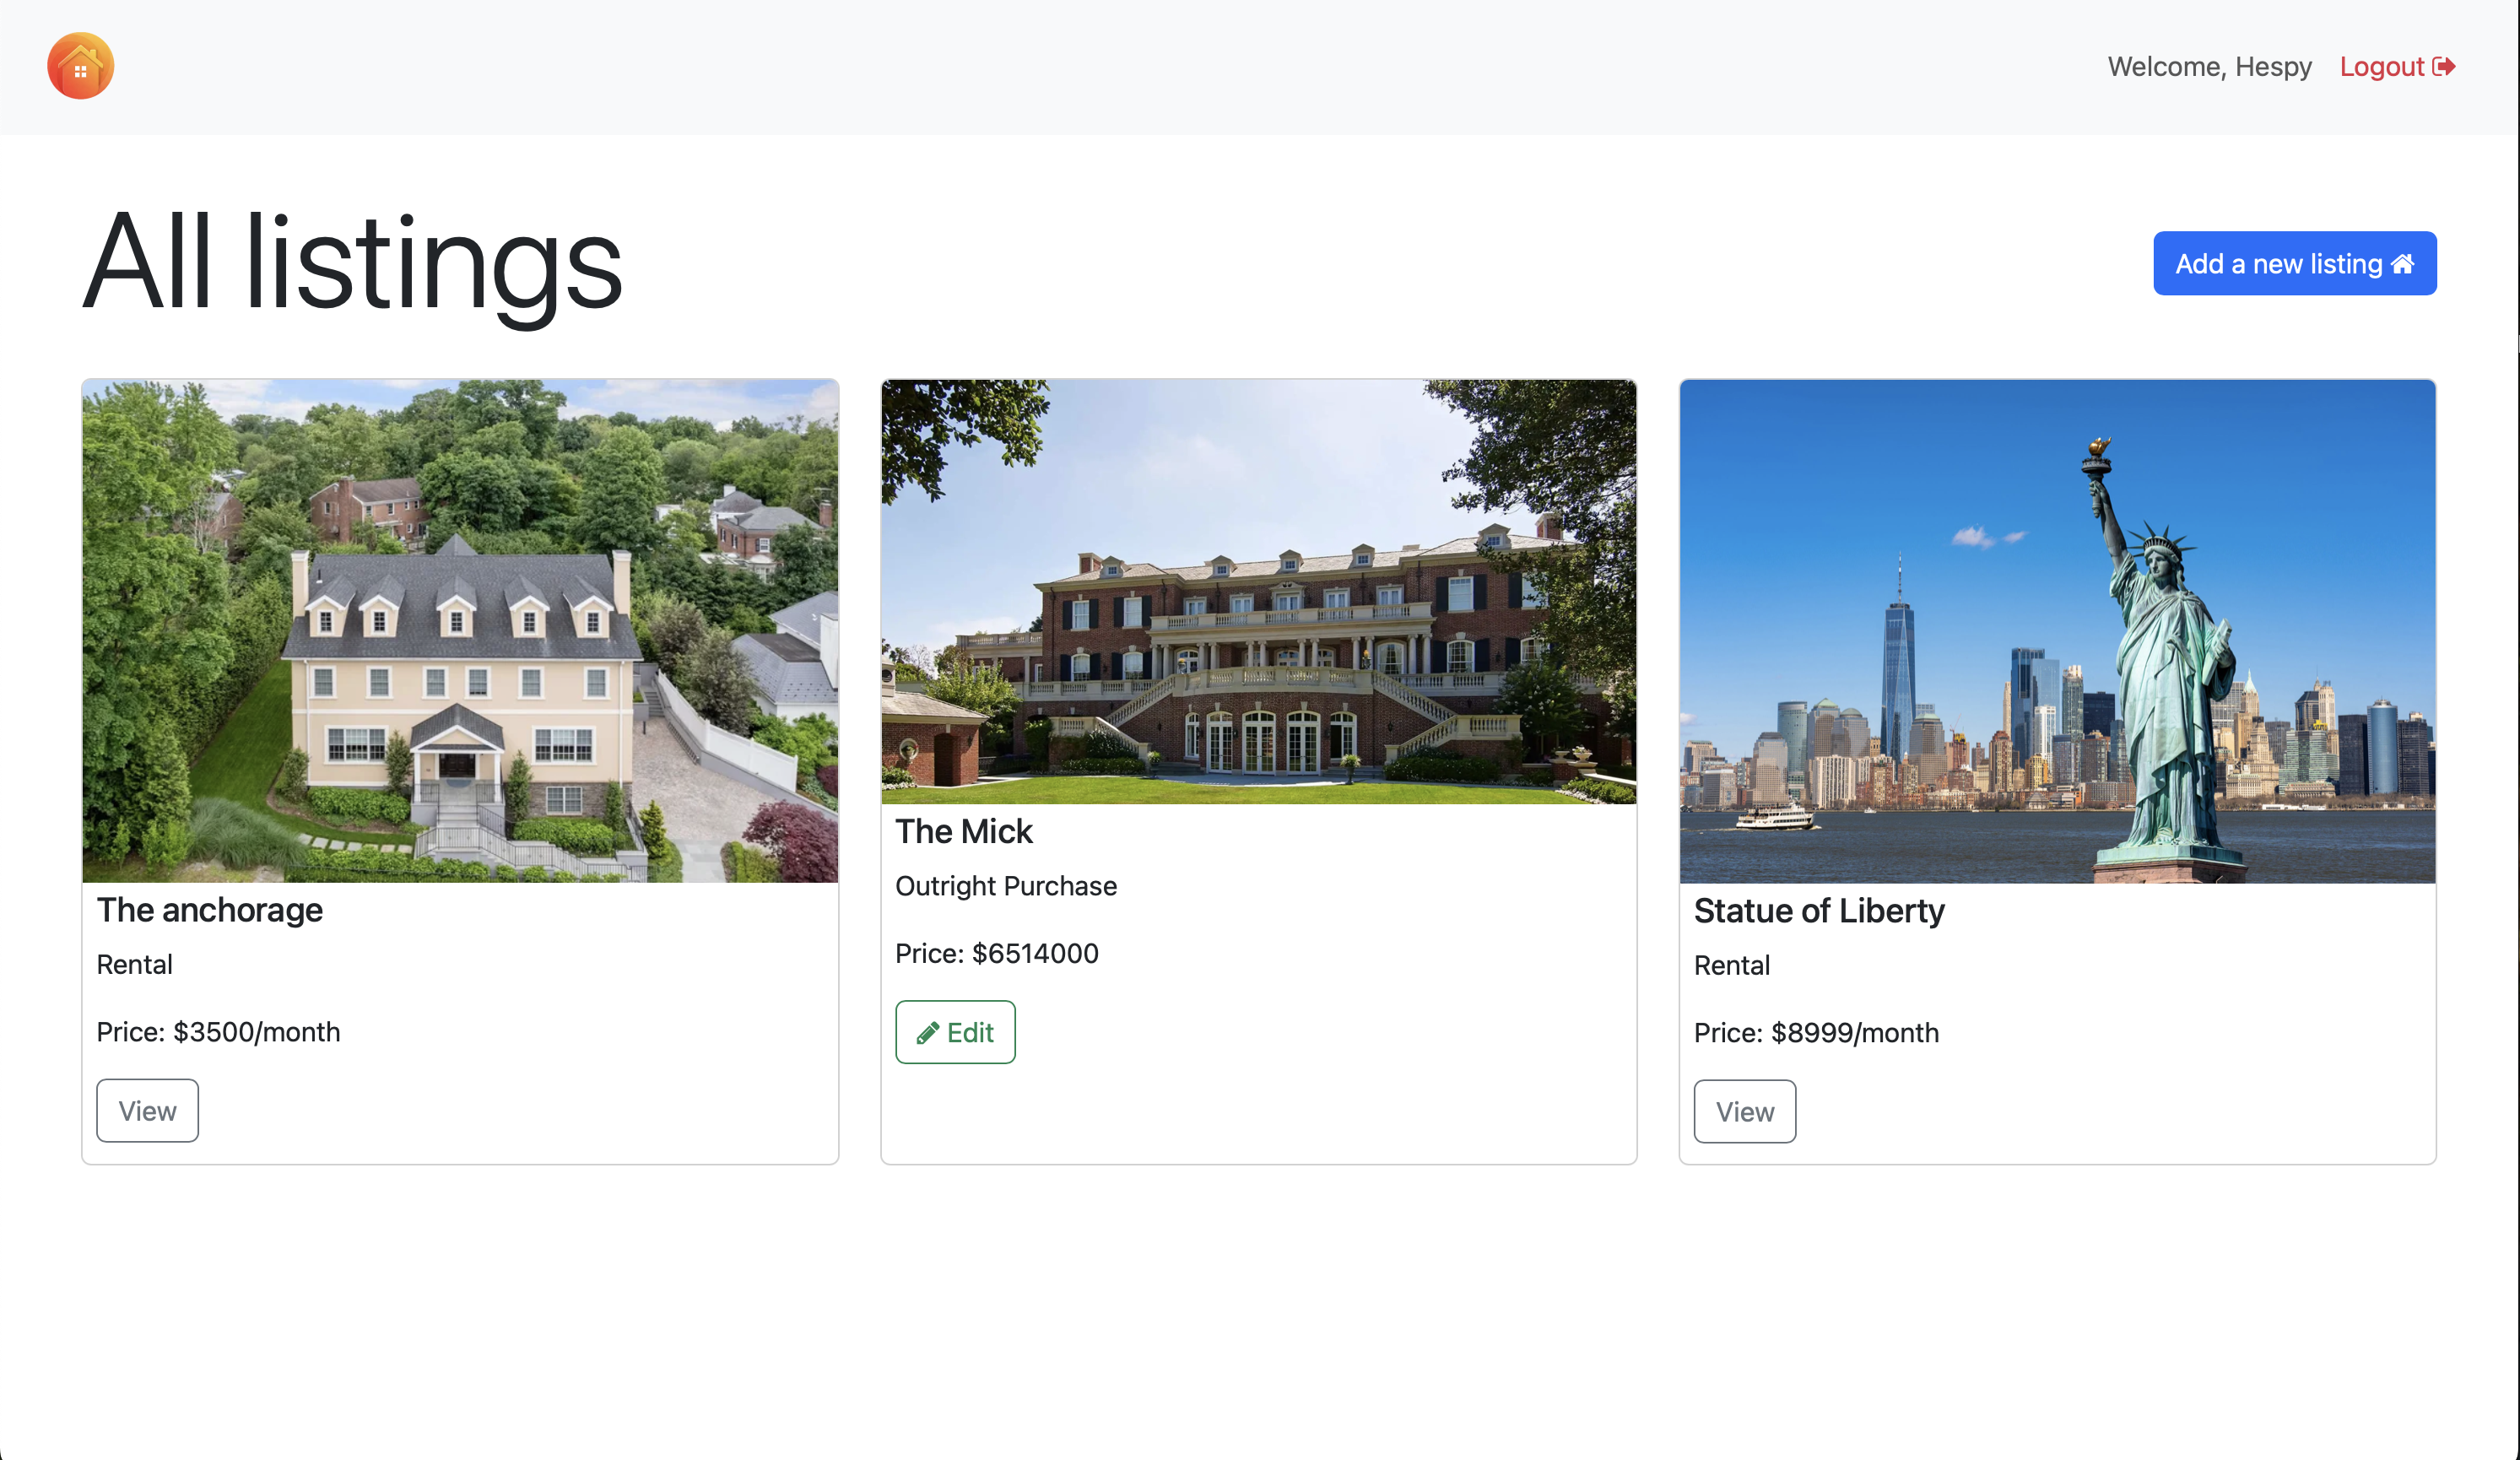 Welcome, Hespy Logout
All listings
Add a new listing
The anchorage
Rental
Price: $3500/month
View
The Mick
Outright Purchase
Price: $6514000
Edit
Statue of Liberty
Rental
Price: $8999/month
View